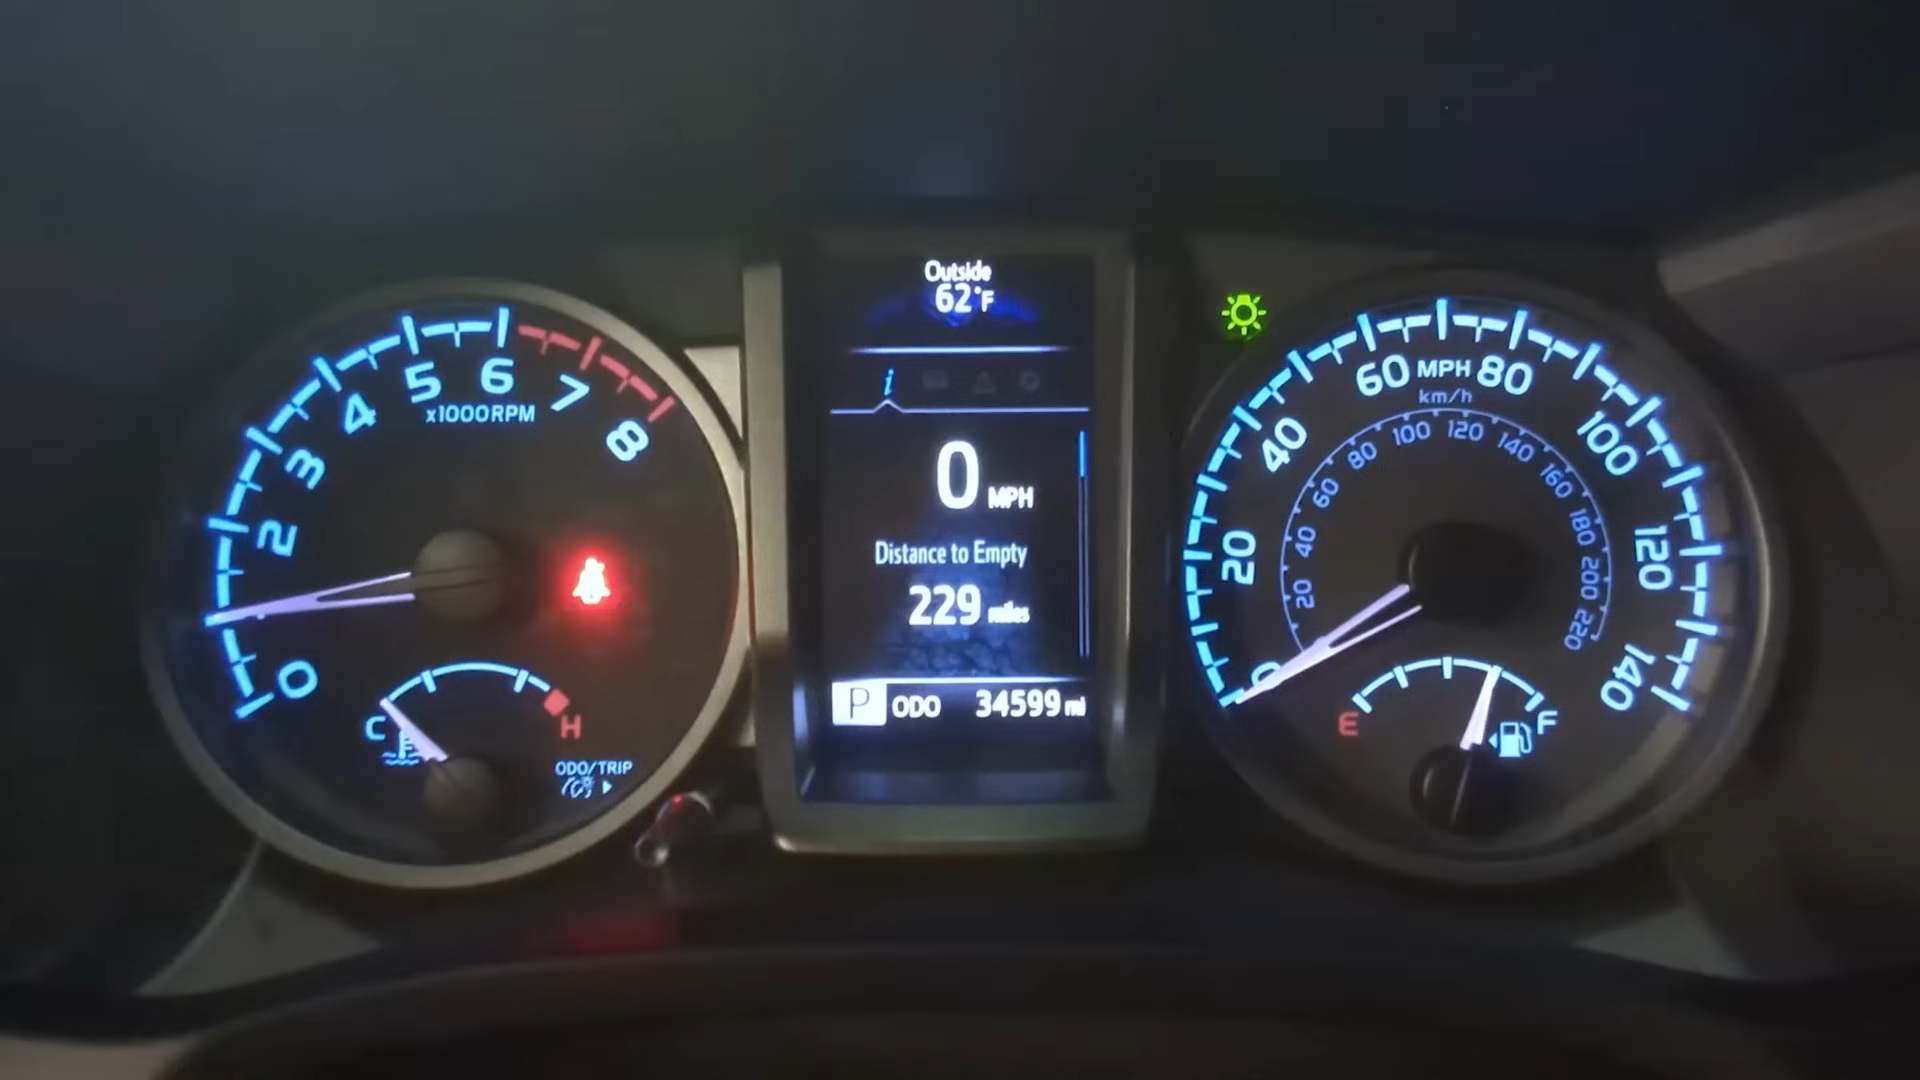 Outside
62°F
i
0 MPH
Distance to Empty
229 miles
P ODO 34599 mi
0
2
3
4
5
6
7
8
x1000RPM
C
H
ODO/TRIP
0
20
40
60
MPH
80
100
120
140
km/h
20
40
60
80
100
120
140
160
180
200
220
E
F